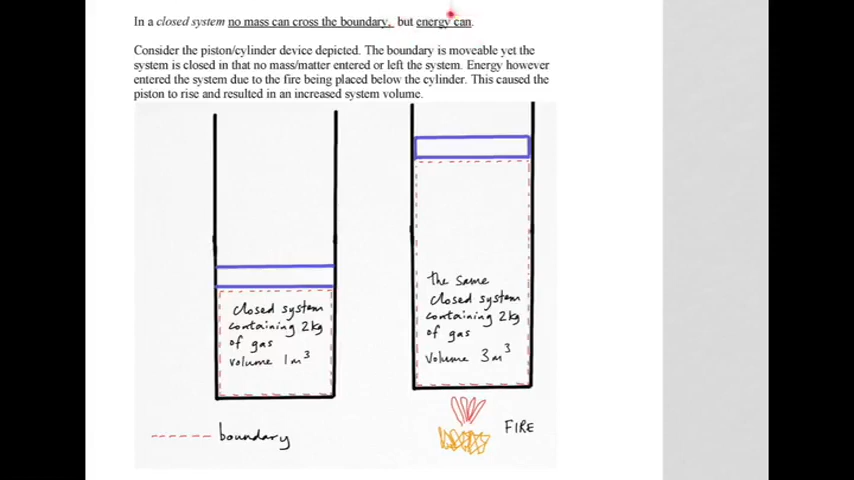 In a closed system no mass can cross the boundary, but energy can.
Consider the piston/cylinder device depicted. The boundary is moveable yet the
system is closed in that no mass/matter entered or left the system. Energy however
entered the system due to the fire being placed below the cylinder. This caused the
piston to rise and resulted in an increased system volume.
closed system
containing 2kg
of gas
volume 1m³
the same
closed system
containing 2kg
of gas
volume 3m³
boundary
FIRE